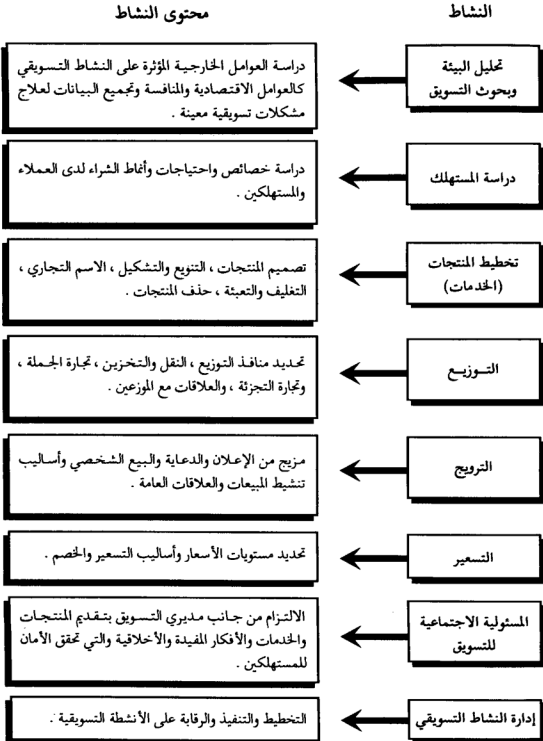 النشاط
محتوى النشاط
تحليل البيئة
وبحوث التسويق
دراسة العوامل الخارجية المؤثرة على النشاط التسويقي
كالعوامل الاقتصادية والمنافسة وتجميع البيانات لعلاج
مشكلات تسويقية معينة .
دراسة المستهلك
دراسة خصائص واحتياجات وأنماط الشراء لدى العملاء
والمستهلكين .
تخطيط المنتجات
(الخدمات)
تصميم المنتجات ، التنويع والتشكيل ، الاسم التجاري ،
التغليف والتعبئة ، حذف المنتجات .
التــوزيــع
تحديد منافذ التوزيع ، النقل والتخزين ، تجارة الجملة ،
وتجارة التجزئة ، والعلاقات مع الموزعين .
الترويج
مزيج من الإعلان والدعاية والبيع الشخصي وأساليب
تنشيط المبيعات والعلاقات العامة .
التسعير
تحديد مستويات الأسعار وأساليب التسعير والخصم .
المسئولية الاجتماعية
للتسويق
الالتزام من جانب مديري التسويق بتقديم المنتجات
والخدمات والأفكار المفيدة والأخلاقية والتي تحقق الأمان
للمستهلكين .
إدارة النشاط التسويقي
التخطيط والتنفيذ والرقابة على الأنشطة التسويقية .